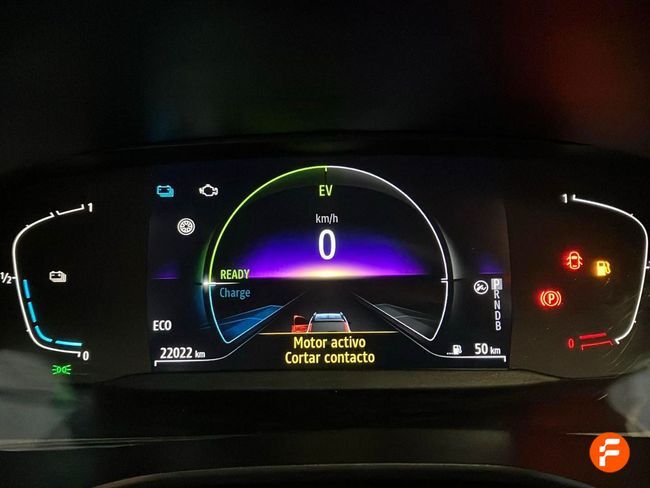 EV
km/h
0
READY
Charge
ECO
22022 km
Motor activo
Cortar contacto
...50 km
P
R
N
D
B
1
1/2
0
1
0
P